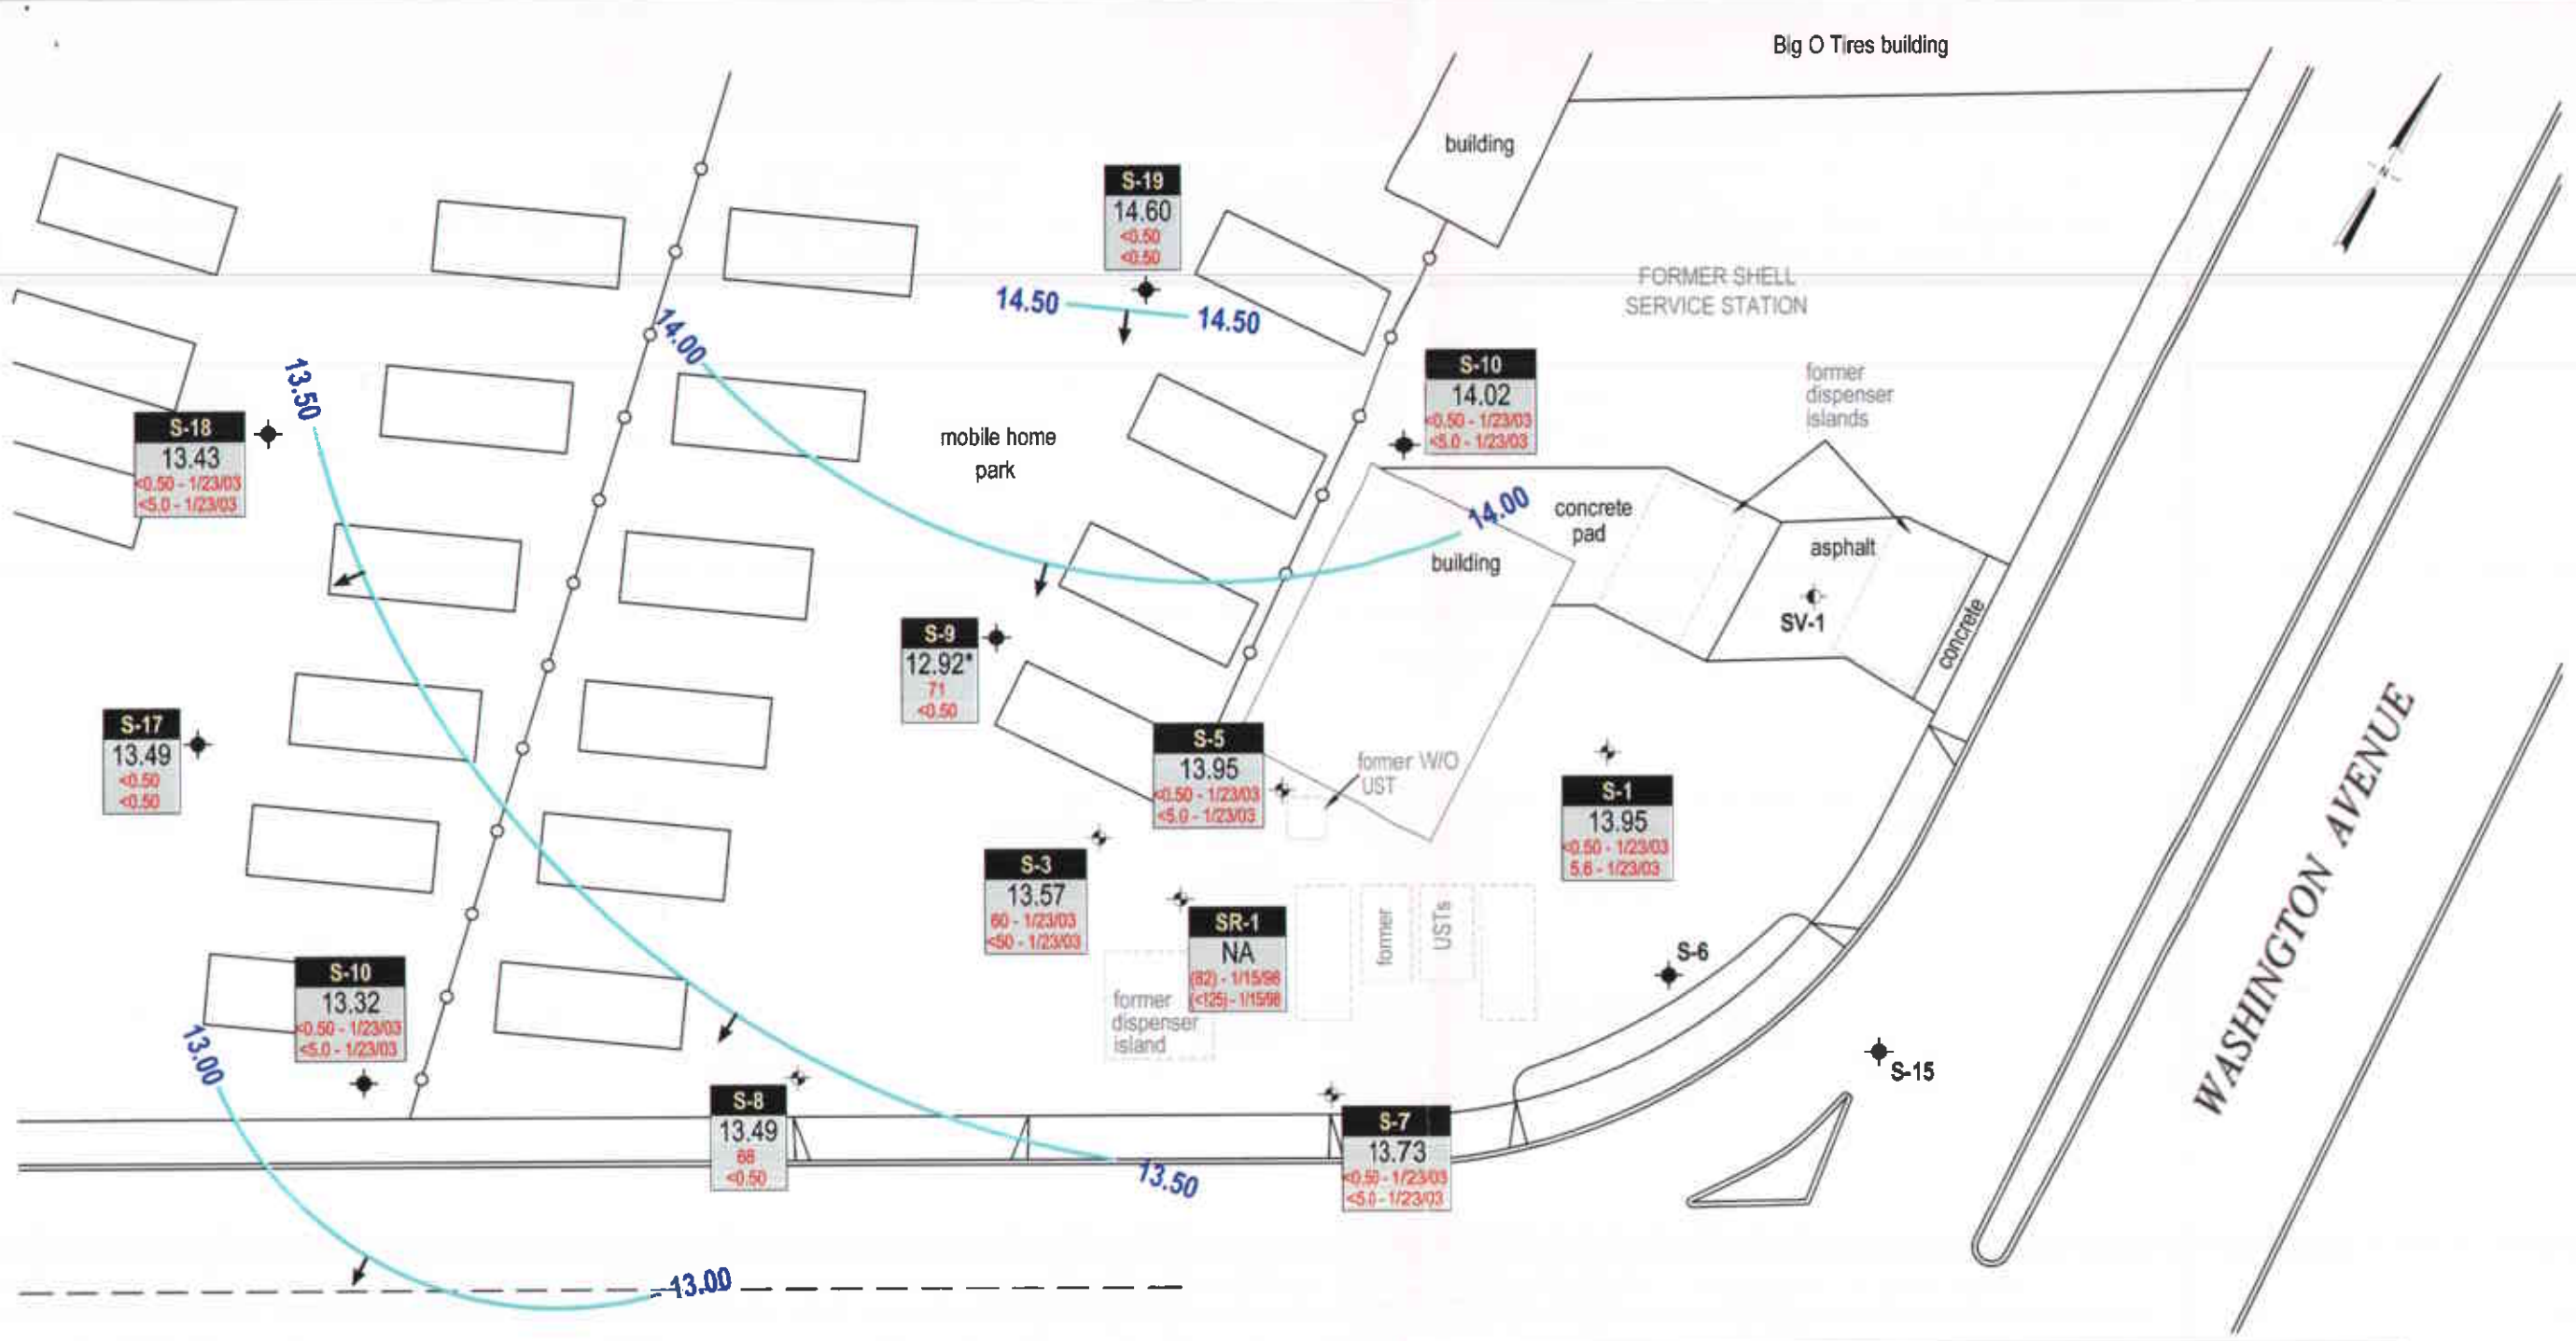 Big O Tires building
building
S-19
14.60
<0.50
<0.50
14.50
14.50
FORMER SHELL
SERVICE STATION
14.00
13.50
S-10
14.02
<0.50 - 1/23/03
<5.0 - 1/23/03
former
dispenser
islands
S-18
13.43
<0.50 - 1/23/03
<5.0 - 1/23/03
mobile home
park
14.00
concrete
pad
building
asphalt
SV-1
concrete
S-9
12.92*
71
<0.50
S-17
13.49
<0.50
<0.50
S-5
13.95
<0.50 - 1/23/03
<5.0 - 1/23/03
former W/O
UST
S-1
13.95
<0.50 - 1/23/03
5.6 - 1/23/03
WASHINGTON AVENUE
S-3
13.57
60 - 1/23/03
<50 - 1/23/03
SR-1
NA
(82) - 1/15/98
(<125) - 1/15/98
former
USTs
S-6
former
dispenser
island
S-10
13.32
<0.50 - 1/23/03
<5.0 - 1/23/03
13.00
S-15
S-8
13.49
68
<0.50
S-7
13.73
<0.50 - 1/23/03
<5.0 - 1/23/03
13.50
13.00
N